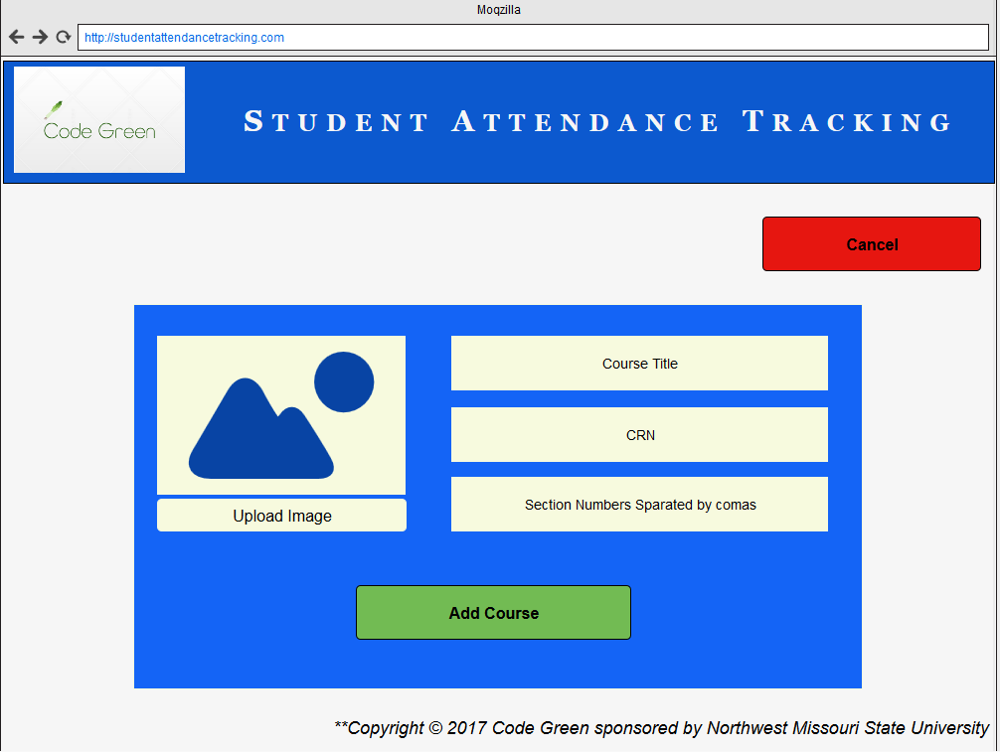 Moqzilla
http://studentattendancetracking.com
Code Green
Student Attendance Tracking
Cancel
Course Title
CRN
Section Numbers Sparated by comas
Upload Image
Add Course
**Copyright © 2017 Code Green sponsored by Northwest Missouri State University